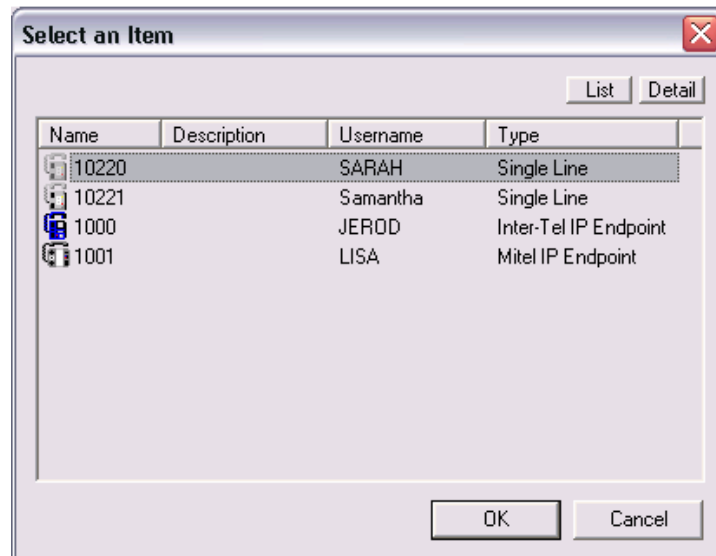 Select an Item
List Detail
Name Description Username Type
10220 SARAH Single Line
10221 Samantha Single Line
1000 JEROD Inter-Tel IP Endpoint
1001 LISA Mitel IP Endpoint
OK Cancel